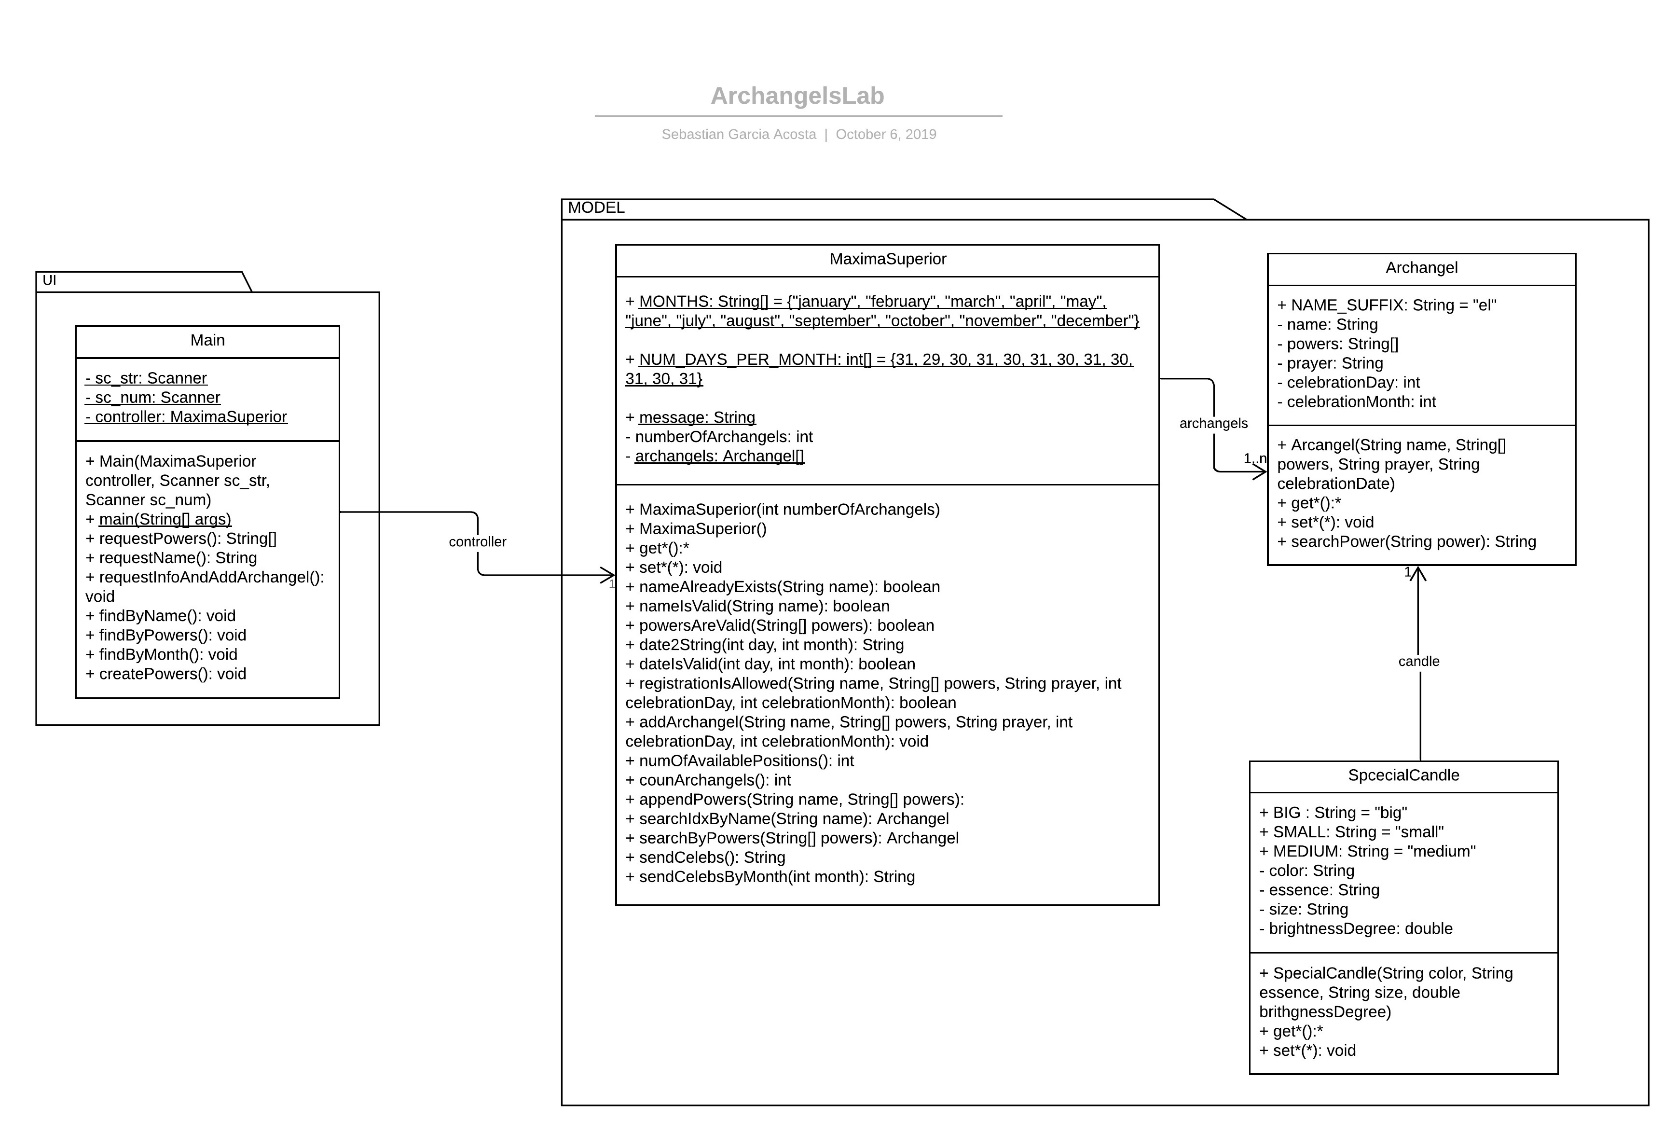 ArchangelsLab
Sebastian Garcia Acosta | October 6, 2019
UI
Main
- sc_str: Scanner
- sc_num: Scanner
- controller: MaximaSuperior
+ Main(MaximaSuperior
controller, Scanner sc_str,
Scanner sc_num)
+ main(String[] args)
+ requestPowers(): String[]
+ requestName(): String
+ requestInfoAndAddArchangel():
void
+ findByName(): void
+ findByPowers(): void
+ findByMonth(): void
+ createPowers(): void
controller
1
MODEL
MaximaSuperior
+ MONTHS: String[] = {"january", "february", "march", "april", "may",
"june", "july", "august", "september", "october", "november", "december"}
+ NUM_DAYS_PER_MONTH: int[] = {31, 29, 30, 31, 30, 31, 30, 31, 30,
31, 30, 31}
+ message: String
- numberOfArchangels: int
- archangels: Archangel[]
+ MaximaSuperior(int numberOfArchangels)
+ MaximaSuperior()
+ get*():*
+ set*(*): void
+ nameAlreadyExists(String name): boolean
+ nameIsValid(String name): boolean
+ powersAreValid(String[] powers): boolean
+ date2String(int day, int month): String
+ dateIsValid(int day, int month): boolean
+ registrationIsAllowed(String name, String[] powers, String prayer, int
celebrationDay, int celebrationMonth): boolean
+ addArchangel(String name, String[] powers, String prayer, int
celebrationDay, int celebrationMonth): void
+ numOfAvailablePositions(): int
+ counArchangels(): int
+ appendPowers(String name, String[] powers):
+ searchIdxByName(String name): Archangel
+ searchByPowers(String[] powers): Archangel
+ sendCelebs(): String
+ sendCelebsByMonth(int month): String
archangels
1..n
Archangel
+ NAME_SUFFIX: String = "el"
- name: String
- powers: String[]
- prayer: String
- celebrationDay: int
- celebrationMonth: int
+ Arcangel(String name, String[]
powers, String prayer, String
celebrationDate)
+ get*():*
+ set*(*): void
+ searchPower(String power): String
1
candle
SpcecialCandle
+ BIG : String = "big"
+ SMALL: String = "small"
+ MEDIUM: String = "medium"
- color: String
- essence: String
- size: String
- brightnessDegree: double
+ SpecialCandle(String color, String
essence, String size, double
brithgnessDegree)
+ get*():*
+ set*(*): void